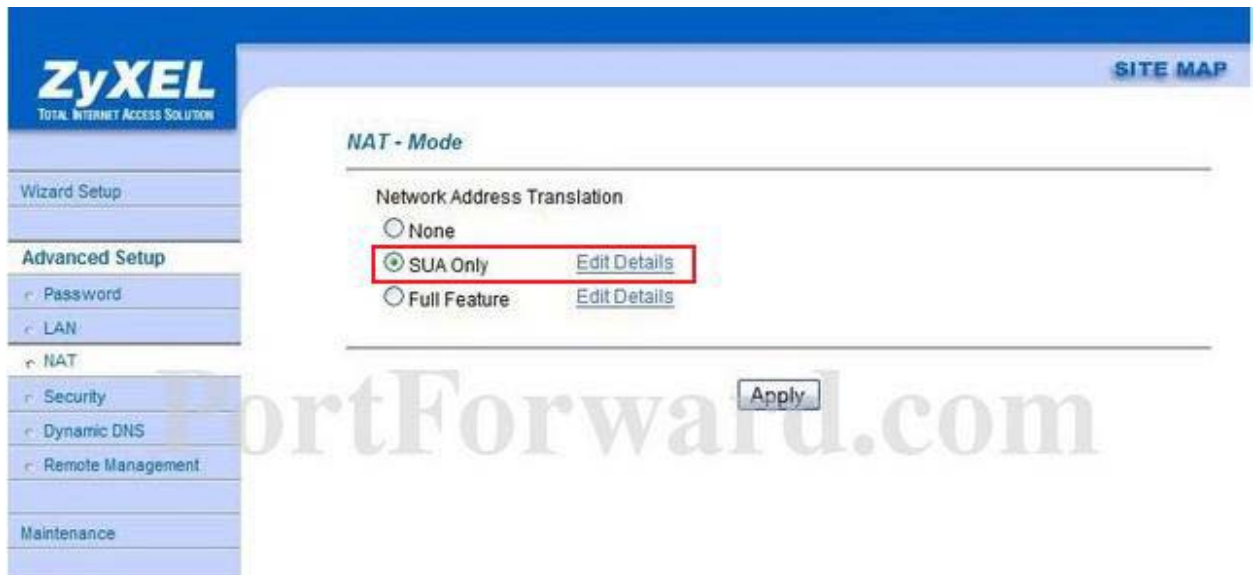 ZyXEL
TOTAL INTERNET ACCESS SOLUTION
SITE MAP
Wizard Setup
Advanced Setup
Password
LAN
NAT
Security
Dynamic DNS
Remote Management
Maintenance
NAT - Mode
Network Address Translation
None
SUA Only Edit Details
Full Feature Edit Details
Apply
PortForward.com